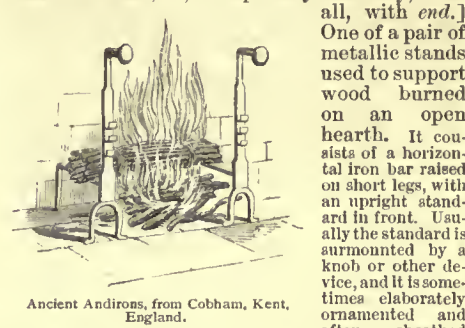 all, with end.]
One of a pair of
metallic stands
used to support
wood burned
on an open
hearth. It con-
sists of a horizon-
tal iron bar raised
on short legs, with
an upright stand-
ard in front. Usu-
ally the standard is
surmounted by a
knob or other de-
vice, and it is some-
times elaborately
ornamented and
Ancient Andirons, from Cobham, Kent,
England.